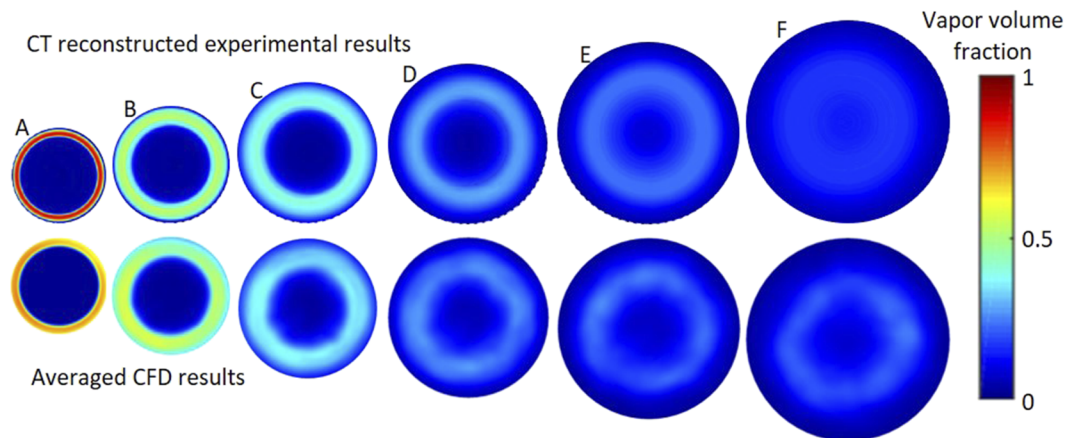 CT reconstructed experimental results
A
B
C
D
E
F
Vapor volume
fraction
1
0.5
0
Averaged CFD results